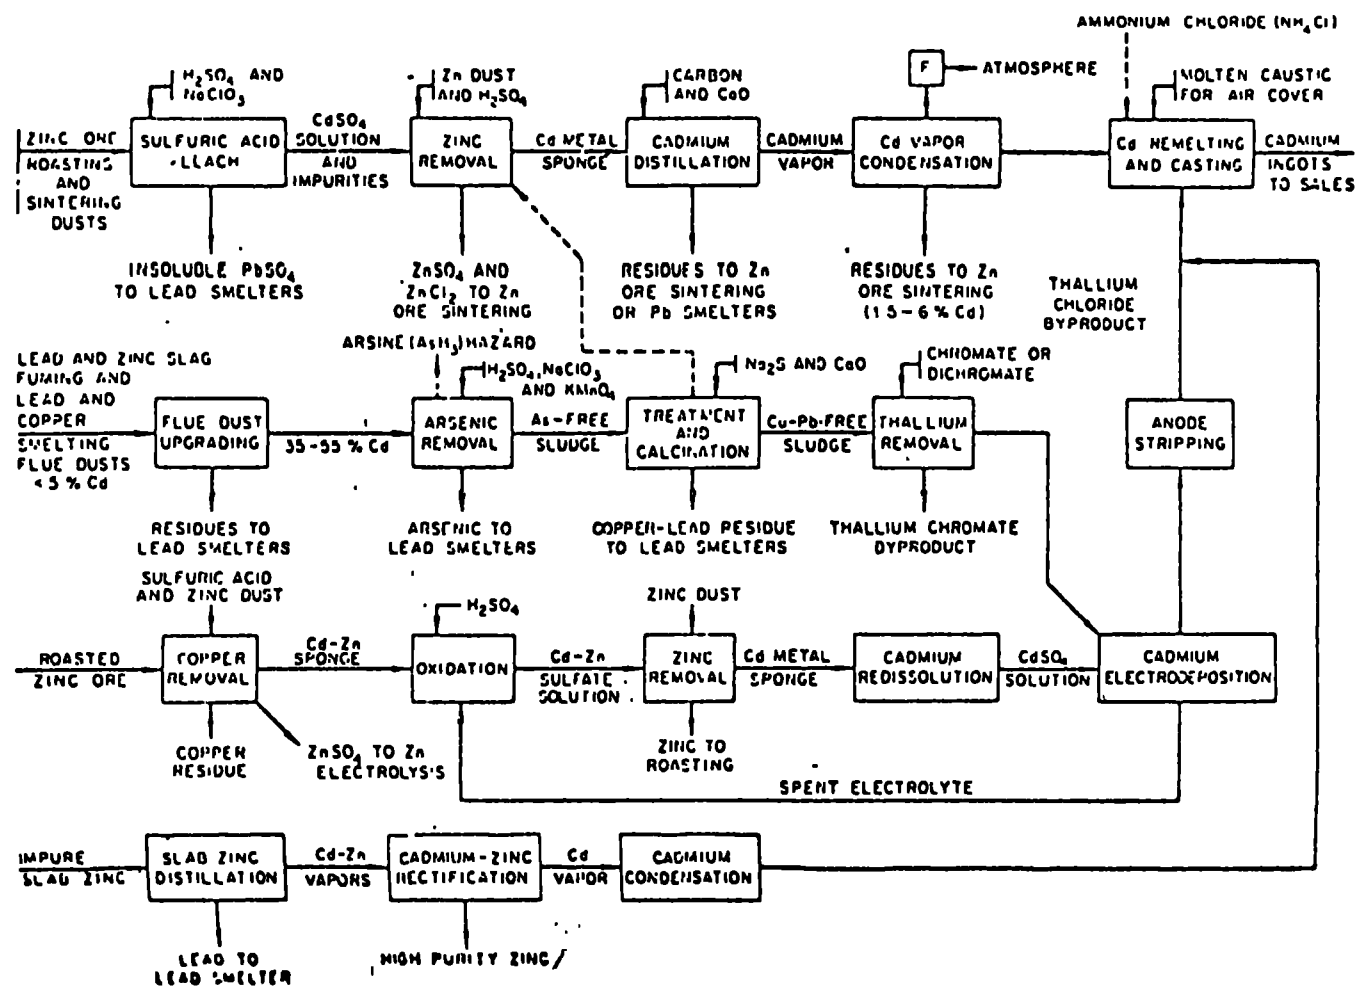 AMMONIUM CHLORIDE (NH4Cl)
H2SO4 AND
NaClO3
Zn DUST
AND H2SO4
CARBON
AND CaO
F
ATMOSPHERE
MOLTEN CAUSTIC
FOR AIR COVER
ZINC ORE
ROASTING
AND
SINTERING
DUSTS
SULFURIC ACID
LEACH
CdSO4
SOLUTION
AND
IMPURITIES
ZINC
REMOVAL
Cd METAL
SPONGE
CADMIUM
DISTILLATION
CADMIUM
VAPOR
Cd VAPOR
CONDENSATION
Cd REMELTING
AND CASTING
CADMIUM
INGOTS
TO SALES
INSOLUBLE PbSO4
TO LEAD SMELTERS
ZnSO4 AND
ZnCl2 TO Zn
ORE SINTERING
RESIDUES TO Zn
ORE SINTERING
OR Pb SMELTERS
RESIDUES TO Zn
ORE SINTERING
(1.5-6 % Cd)
THALLIUM
CHLORIDE
BYPRODUCT
ARSINE (AsH3) HAZARD
LEAD AND ZINC SLAG
FUMING AND
LEAD AND
COPPER
SMELTING
FLUE DUSTS
<5 % Cd
H2SO4, NaClO3
AND KMnO4
Na2S AND CaO
CHROMATE OR
DICHROMATE
FLUE DUST
UPGRADING
35-55 % Cd
ARSENIC
REMOVAL
As-FREE
SLUDGE
TREATMENT
AND
CALCINATION
Cu-Pb-FREE
SLUDGE
THALLIUM
REMOVAL
ANODE
STRIPPING
RESIDUES TO
LEAD SMELTERS
ARSENIC TO
LEAD SMELTERS
COPPER-LEAD RESIDUE
TO LEAD SMELTERS
THALLIUM CHROMATE
BYPRODUCT
SULFURIC ACID
AND ZINC DUST
H2SO4
ZINC DUST
ROASTED
ZINC ORE
COPPER
REMOVAL
Cd-Zn
SPONGE
OXIDATION
Cd-Zn
SULFATE
SOLUTION
ZINC
REMOVAL
Cd METAL
SPONGE
CADMIUM
REDISSOLUTION
CdSO4
SOLUTION
CADMIUM
ELECTRODEPOSITION
COPPER
RESIDUE
ZnSO4 TO Zn
ELECTROLYSIS
ZINC TO
ROASTING
SPENT ELECTROLYTE
IMPURE
SLAB ZINC
SLAB ZINC
DISTILLATION
Cd-Zn
VAPORS
CADMIUM-ZINC
RECTIFICATION
Cd
VAPOR
CADMIUM
CONDENSATION
LEAD TO
LEAD SMELTER
HIGH PURITY ZINC